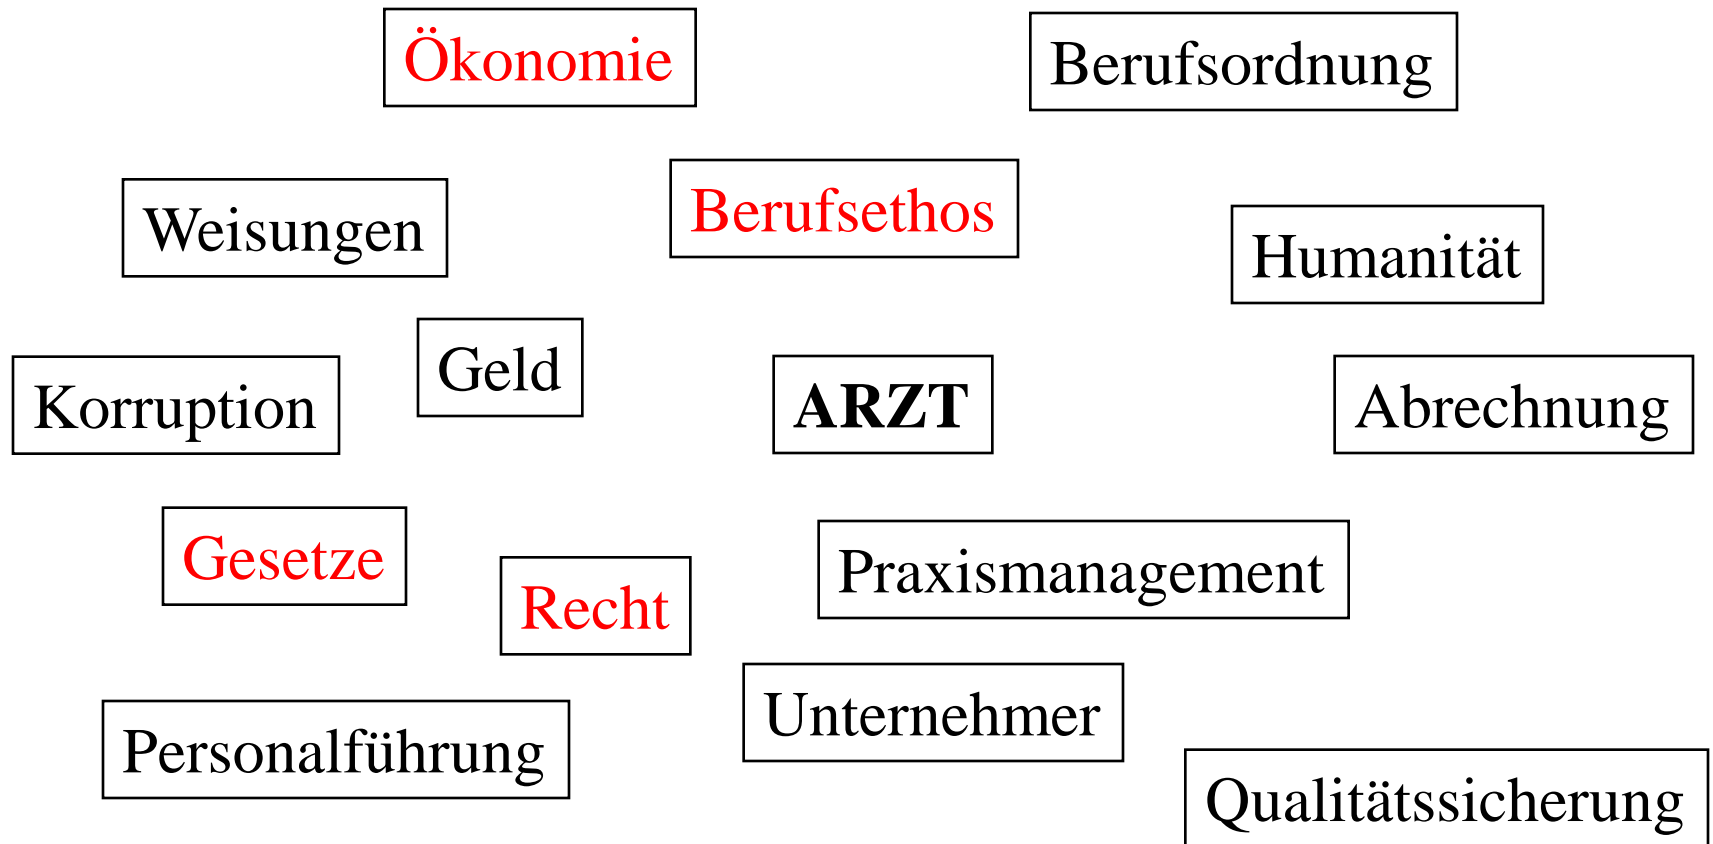 Ökonomie
Berufsordnung
Berufsethos
Weisungen
Humanität
Geld
Korruption
ARZT
Abrechnung
Gesetze
Recht
Praxismanagement
Unternehmer
Personalführung
Qualitätssicherung